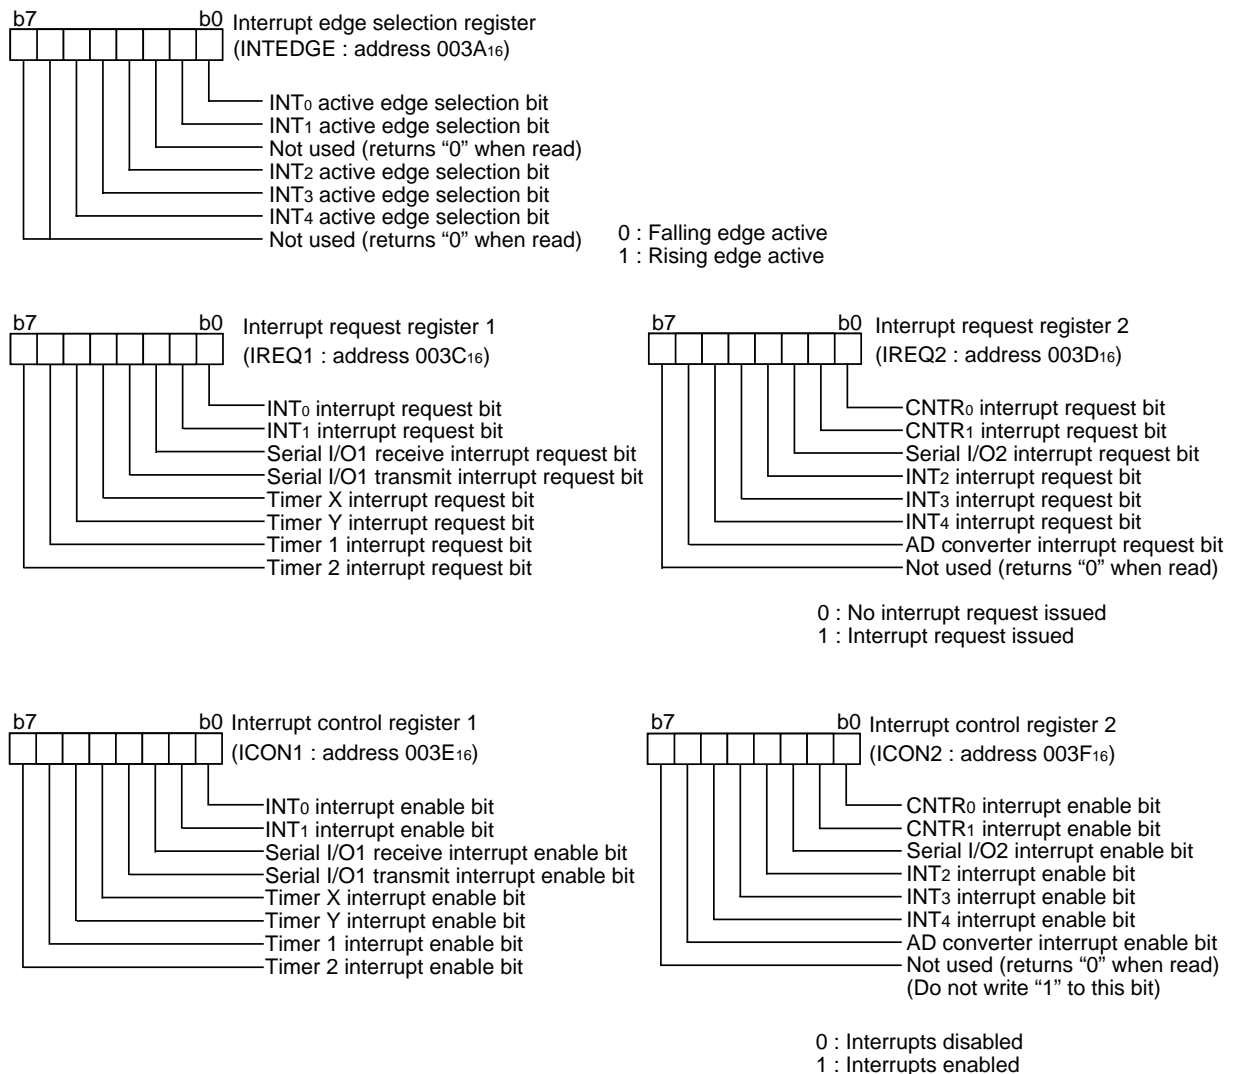 b7 b0 Interrupt edge selection register
(INTEDGE : address 003A16)
INT0 active edge selection bit
INT1 active edge selection bit
Not used (returns “0” when read)
INT2 active edge selection bit
INT3 active edge selection bit
INT4 active edge selection bit
Not used (returns “0” when read)
0 : Falling edge active
1 : Rising edge active
b7 b0 Interrupt request register 1
(IREQ1 : address 003C16)
INT0 interrupt request bit
INT1 interrupt request bit
Serial I/O1 receive interrupt request bit
Serial I/O1 transmit interrupt request bit
Timer X interrupt request bit
Timer Y interrupt request bit
Timer 1 interrupt request bit
Timer 2 interrupt request bit
b7 b0 Interrupt request register 2
(IREQ2 : address 003D16)
CNTR0 interrupt request bit
CNTR1 interrupt request bit
Serial I/O2 interrupt request bit
INT2 interrupt request bit
INT3 interrupt request bit
INT4 interrupt request bit
AD converter interrupt request bit
Not used (returns “0” when read)
0 : No interrupt request issued
1 : Interrupt request issued
b7 b0 Interrupt control register 1
(ICON1 : address 003E16)
INT0 interrupt enable bit
INT1 interrupt enable bit
Serial I/O1 receive interrupt enable bit
Serial I/O1 transmit interrupt enable bit
Timer X interrupt enable bit
Timer Y interrupt enable bit
Timer 1 interrupt enable bit
Timer 2 interrupt enable bit
b7 b0 Interrupt control register 2
(ICON2 : address 003F16)
CNTR0 interrupt enable bit
CNTR1 interrupt enable bit
Serial I/O2 interrupt enable bit
INT2 interrupt enable bit
INT3 interrupt enable bit
INT4 interrupt enable bit
AD converter interrupt enable bit
Not used (returns “0” when read)
(Do not write “1” to this bit)
0 : Interrupts disabled
1 : Interrupts enabled